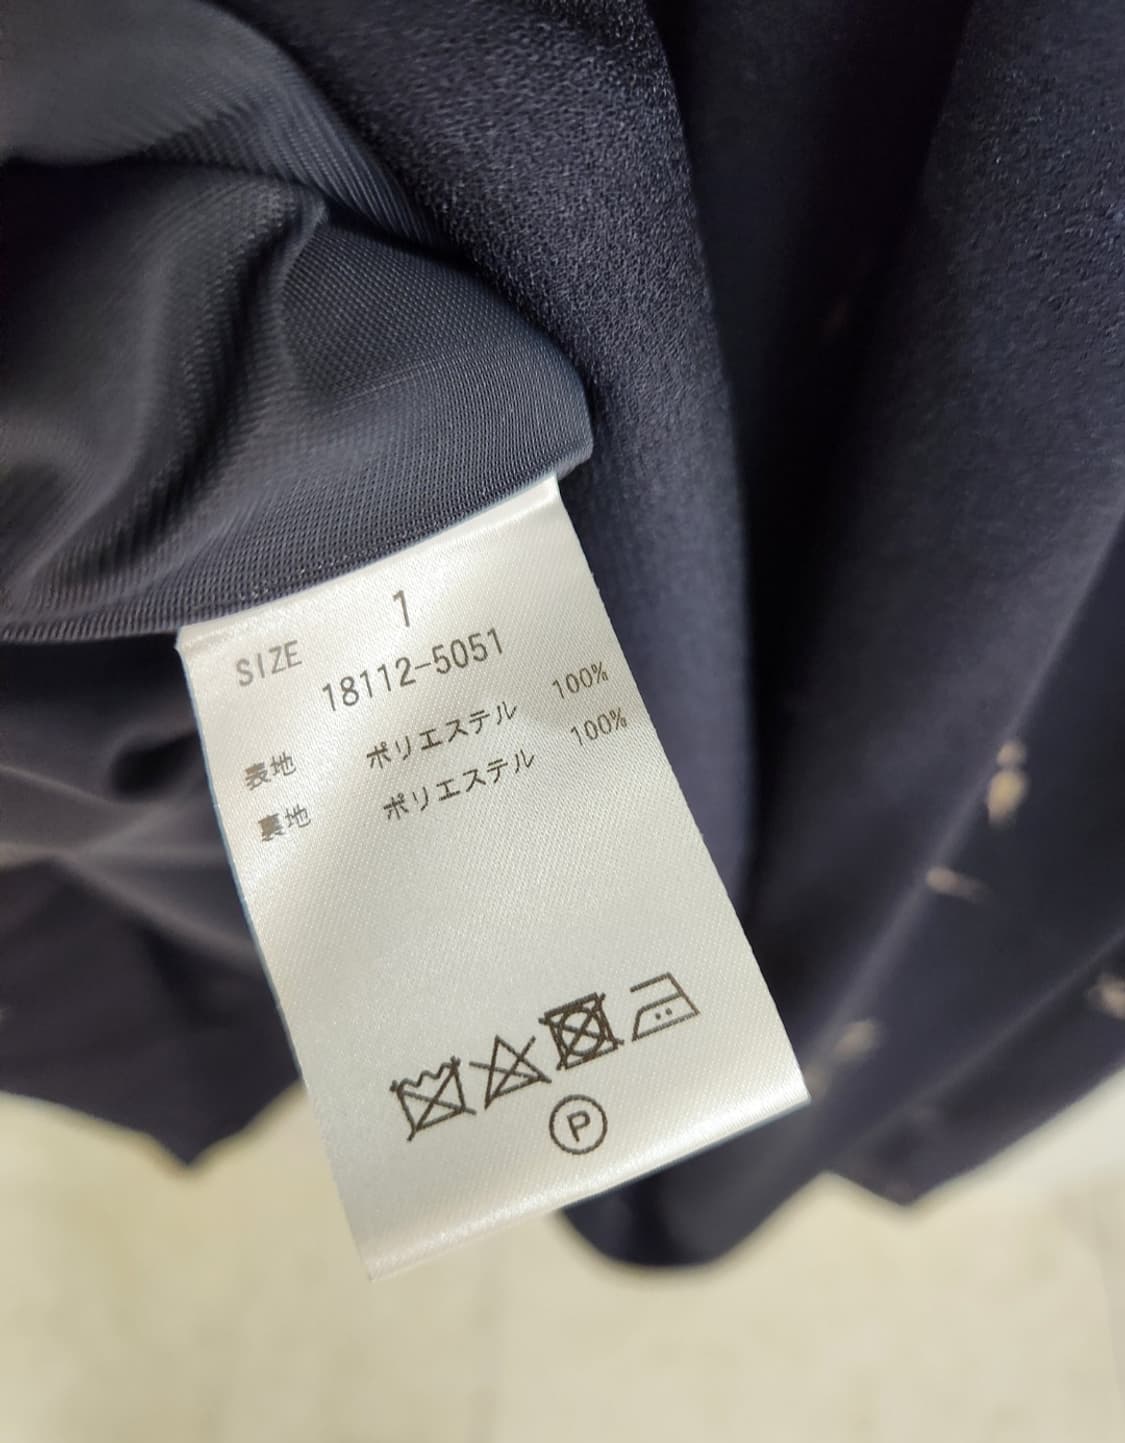 SIZE 1
18112-5051
表地 ポリエステル 100%
裏地 ポリエステル 100%
P